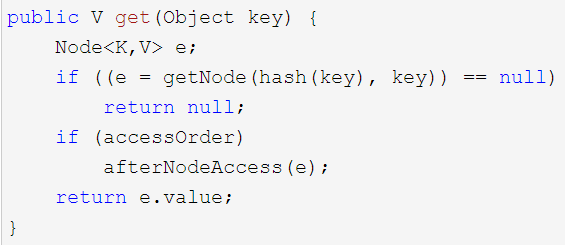 public V get(Object key) {
    Node<K,V> e;
    if ((e = getNode(hash(key), key)) == null)
        return null;
    if (accessOrder)
        afterNodeAccess(e);
    return e.value;
}